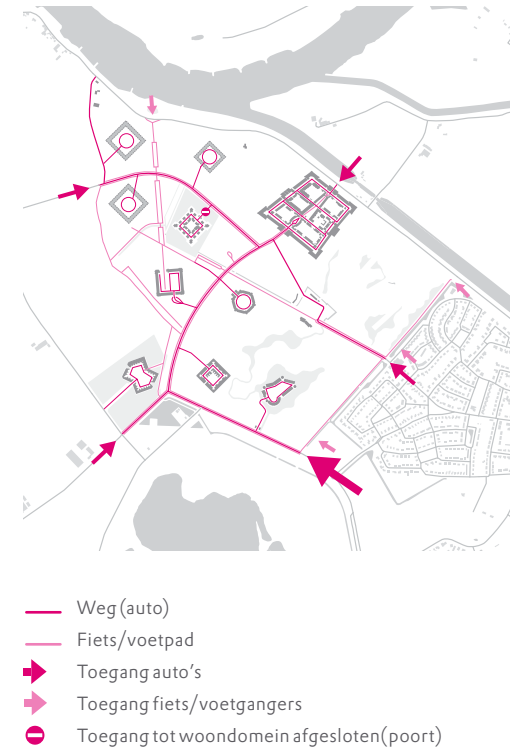 Weg (auto)
Fiets/voetpad
Toegang auto's
Toegang fiets/voetgangers
Toegang tot woondomein afgesloten (poort)